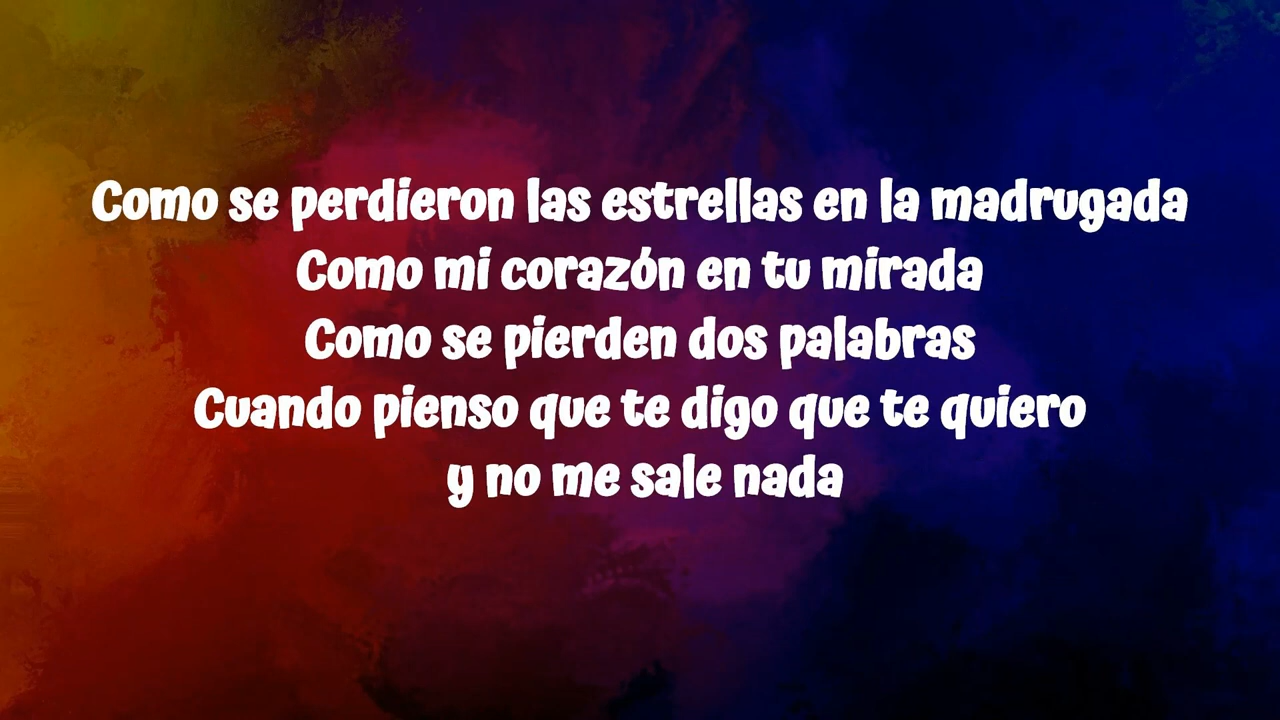 Como se perdieron las estrellas en la madrugada
Como mi corazón en tu mirada
Como se pierden dos palabras
Cuando pienso que te digo que te quiero
y no me sale nada